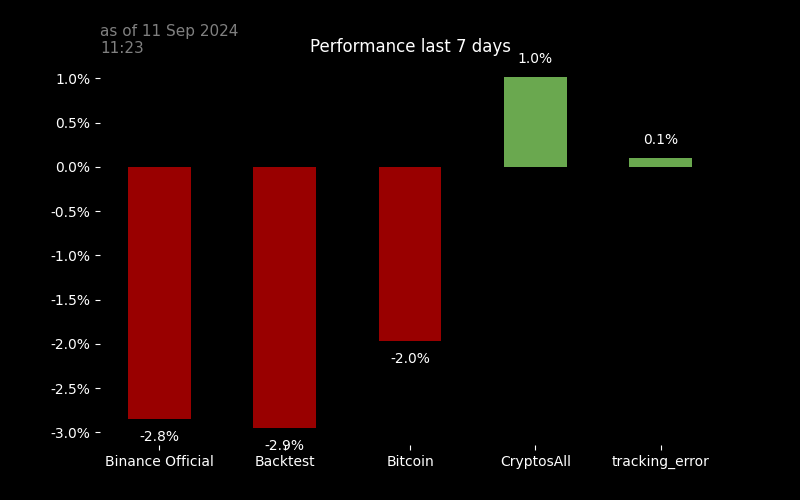 as of 11 Sep 2024
11:23
Performance last 7 days
1.0%
0.5%
0.0%
-0.5%
-1.0%
-1.5%
-2.0%
-2.5%
-3.0%
-2.8%
-2.9%
-2.0%
1.0%
0.1%
Binance Official
Backtest
Bitcoin
CryptosAll
tracking_error